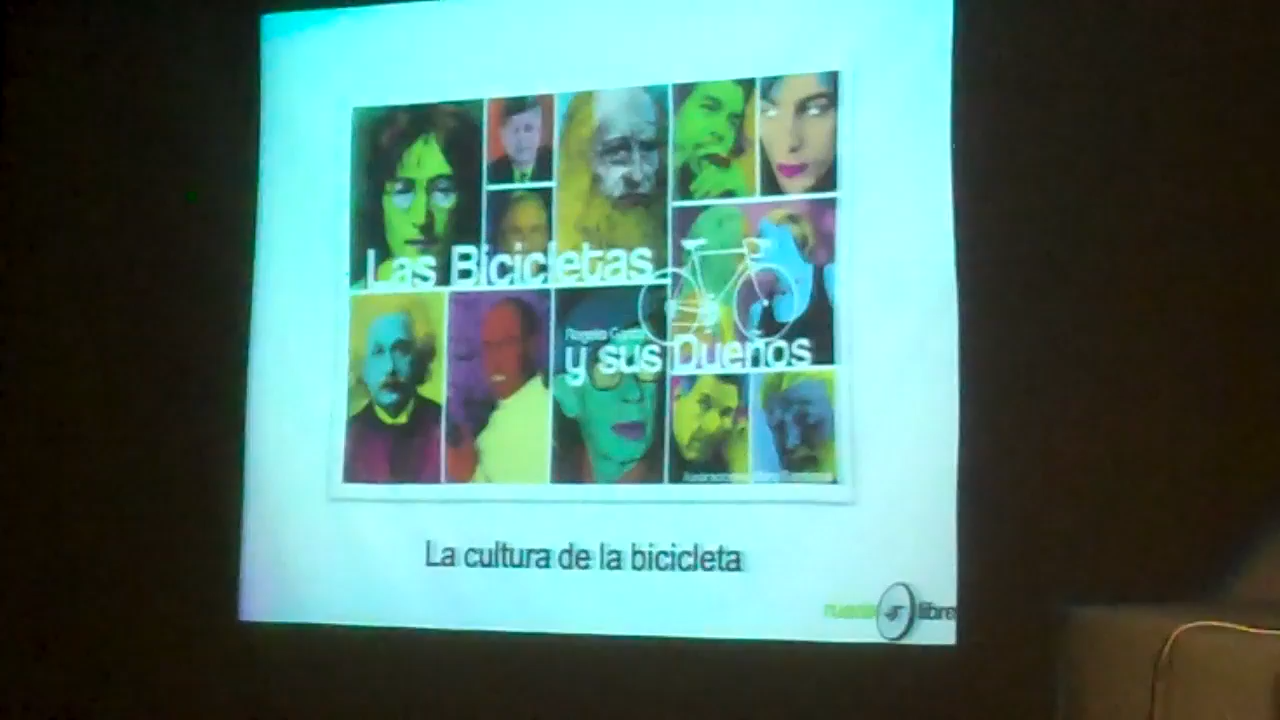 Las Bicicletas
y sus Dueños
La cultura de la bicicleta
libre